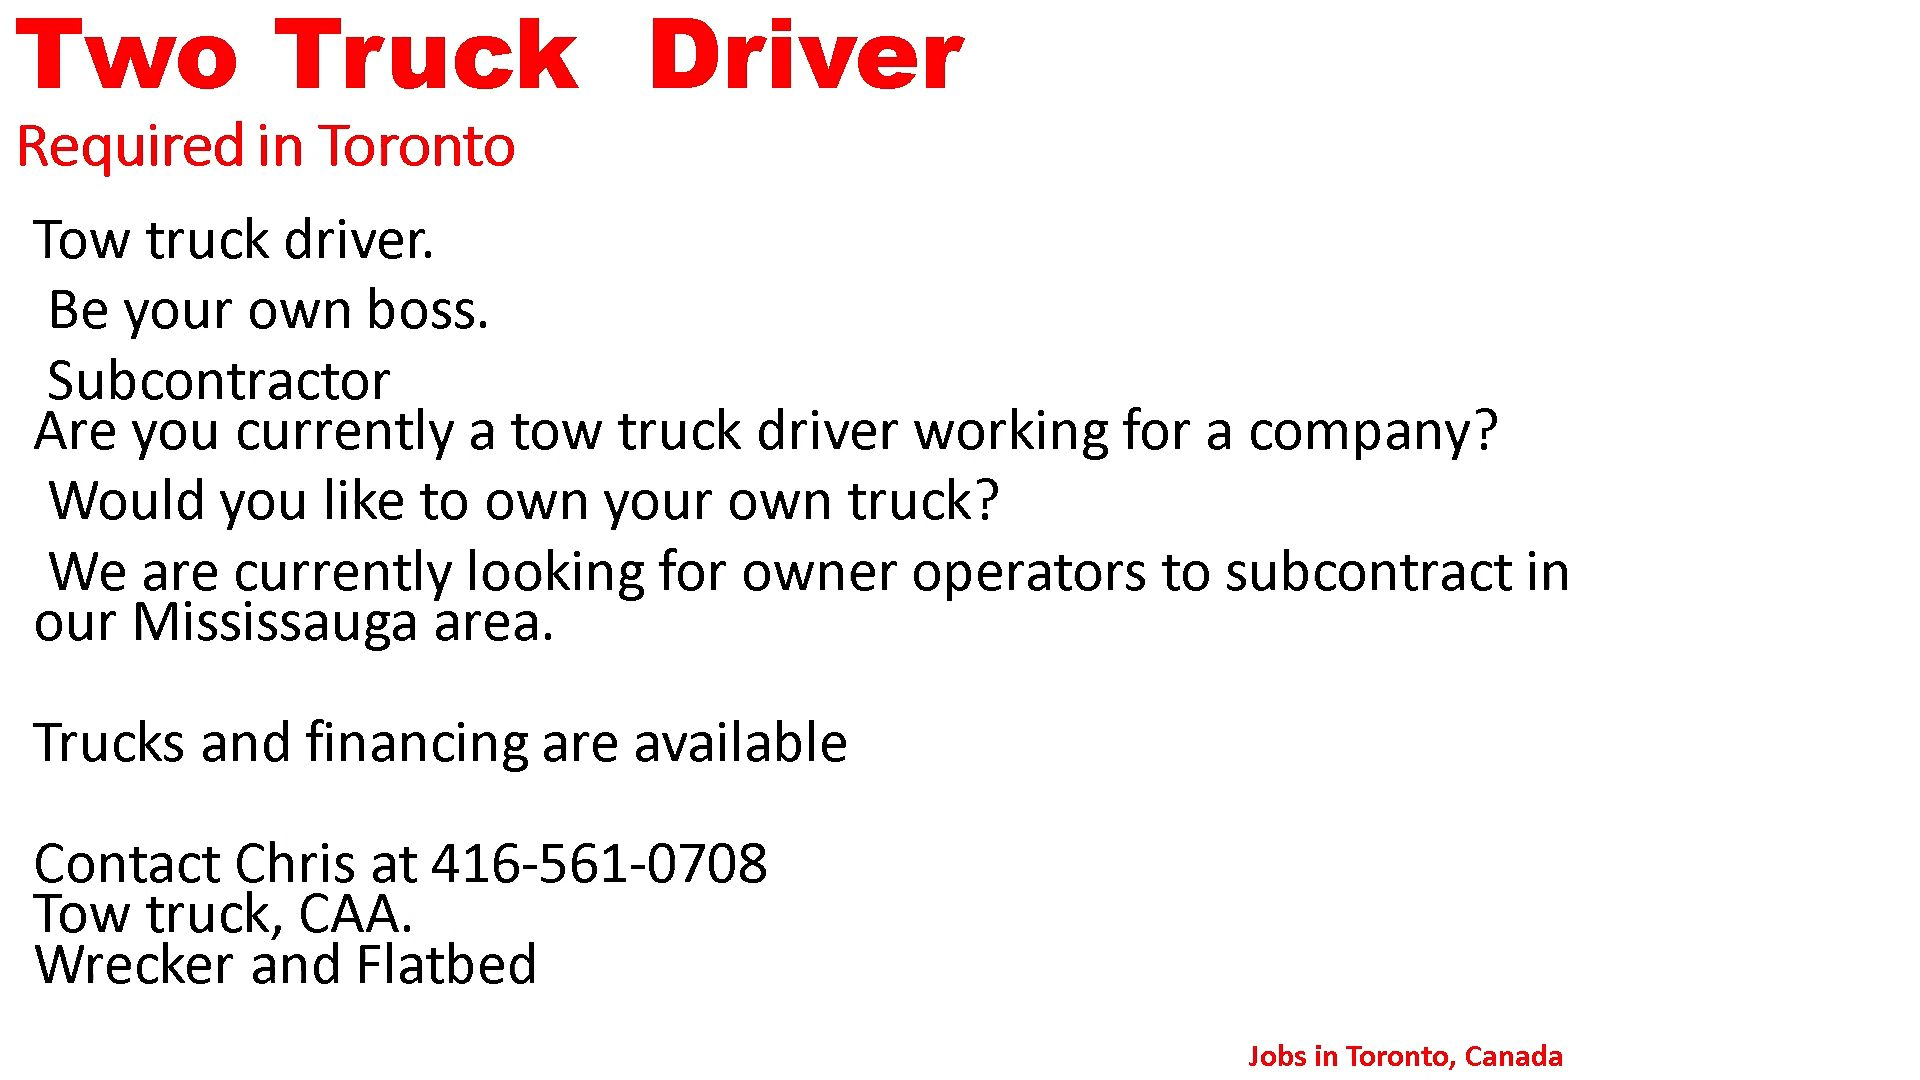 Two Truck Driver
Required in Toronto
Tow truck driver.
Be your own boss.
Subcontractor
Are you currently a tow truck driver working for a company?
Would you like to own your own truck?
We are currently looking for owner operators to subcontract in
our Mississauga area.
Trucks and financing are available
Contact Chris at 416-561-0708
Tow truck, CAA.
Wrecker and Flatbed
Jobs in Toronto, Canada